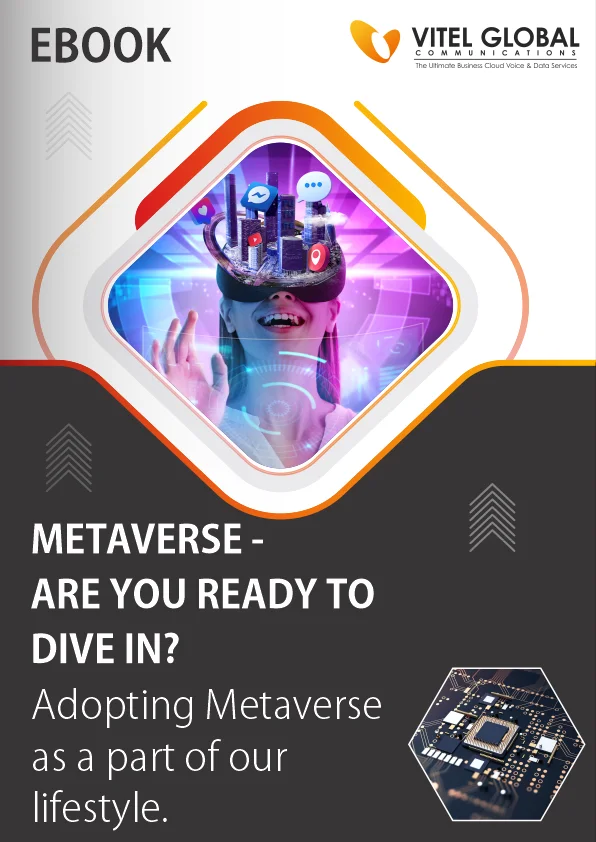 EBOOK
VITEL GLOBAL
COMMUNICATIONS
The Ultimate Business Cloud Voice & Data Services
METAVERSE -
ARE YOU READY TO
DIVE IN?
Adopting Metaverse
as a part of our
lifestyle.